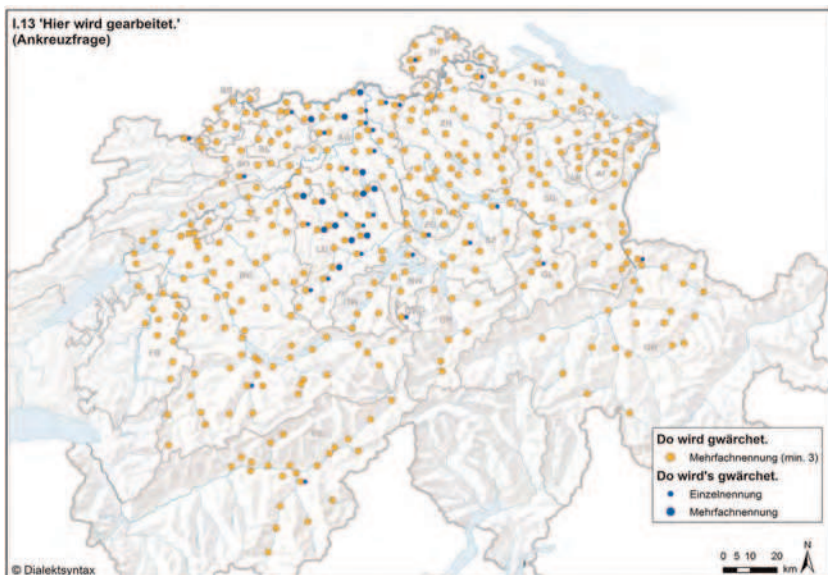 I.13 'Hier wird gearbeitet.'
(Ankreuzfrage)
Do wird gwärchet.
Mehrfachnennung (min. 3)
Do wird's gwärchet.
Einzelnennung
Mehrfachnennung
N
0 5 10 20
km
© Dialektsyntax